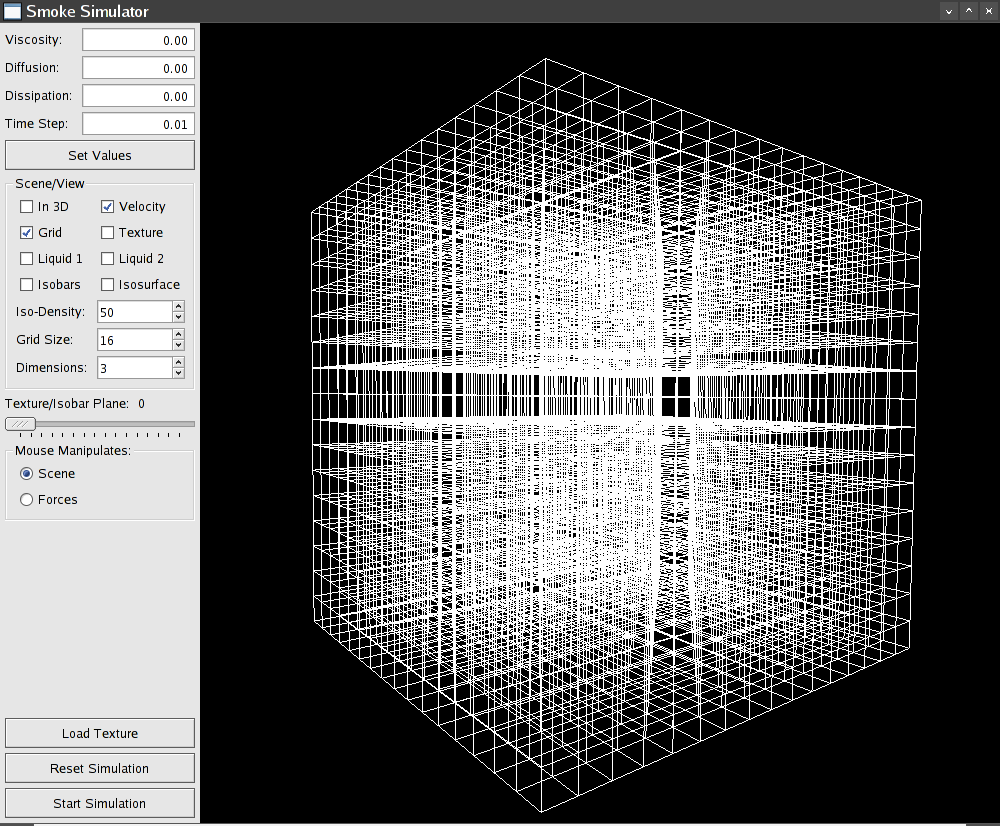 Smoke Simulator
Viscosity: 0.00
Diffusion: 0.00
Dissipation: 0.00
Time Step: 0.01
Set Values
Scene/View
In 3D Velocity
Grid Texture
Liquid 1 Liquid 2
Isobars Isosurface
Iso-Density: 50
Grid Size: 16
Dimensions: 3
Texture/Isobar Plane: 0
Mouse Manipulates:
Scene
Forces
Load Texture
Reset Simulation
Start Simulation